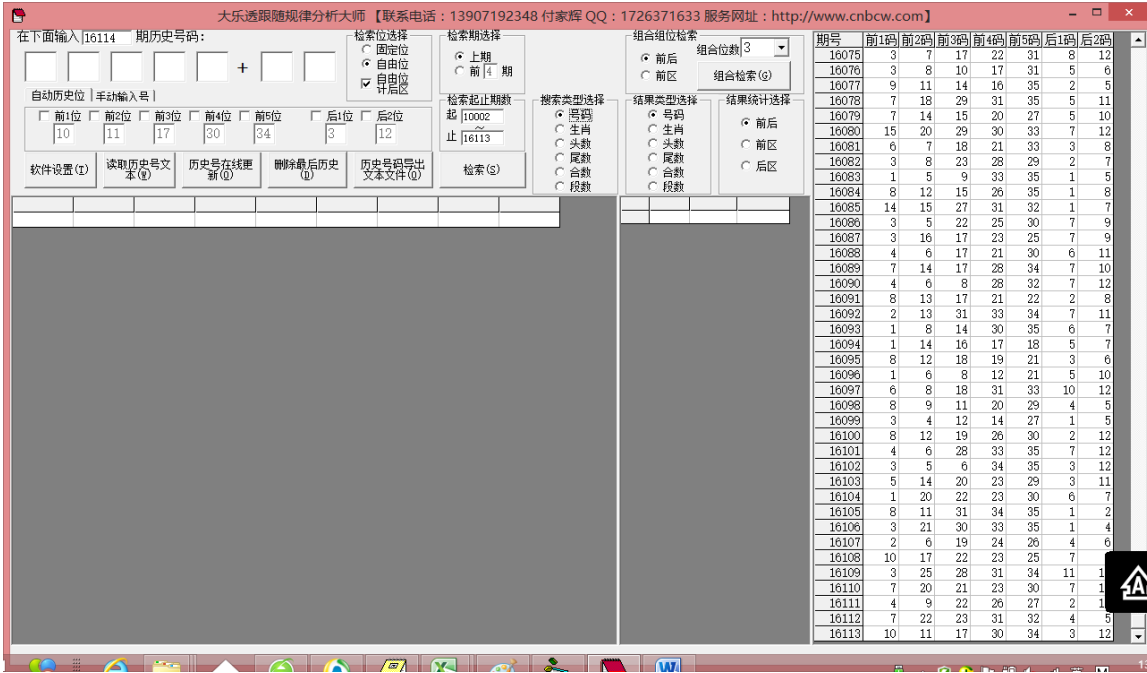 大乐透跟随规律分析大师 【联系电话：13907192348 付家辉 QQ：1726371633 服务网址：http://www.cnbcw.com】
在下面输入 16114 期历史号码:
+
自动历史位 手动输入号
前1位 前2位 前3位 前4位 前5位 后1位 后2位
10 11 17 30 34 3 12
软件设置(I) 读取历史号文本(W) 历史号在线更新(Q) 删除最后历史(D) 历史号码导出文本文件(O)
检索位选择
固定位
自由位
自由位计后区
检索期选择
上期
前 4 期
检索起止期数
起 10002
~
止 16113
检索(S)
搜索类型选择
号码
生肖
头数
尾数
合数
段数
组合组位检索
前后
前区
组合位数 3
组合检索(G)
结果类型选择
号码
生肖
头数
尾数
合数
段数
结果统计选择
前后
前区
后区
期号 前1码 前2码 前3码 前4码 前5码 后1码 后2码
16075 3 7 17 22 31 8 12
16076 3 8 10 17 31 5 6
16077 9 11 14 16 35 2 5
16078 7 18 29 31 35 5 11
16079 7 14 15 20 27 5 10
16080 15 20 29 30 33 7 12
16081 6 7 18 21 33 3 8
16082 3 8 23 28 29 2 7
16083 1 5 9 33 35 1 5
16084 8 12 15 26 35 1 8
16085 14 15 27 31 32 1 7
16086 3 5 22 25 30 7 9
16087 3 16 17 23 25 7 9
16088 4 6 17 21 30 6 11
16089 7 14 17 28 34 7 10
16090 4 6 8 28 32 7 12
16091 8 13 17 21 22 2 8
16092 2 13 31 33 34 7 11
16093 1 8 14 30 35 6 7
16094 1 14 16 17 18 5 7
16095 8 12 18 19 21 3 6
16096 1 6 8 12 21 5 10
16097 6 8 18 31 33 10 12
16098 8 9 11 20 29 4 5
16099 3 4 12 14 27 1 5
16100 8 12 19 26 30 2 12
16101 4 6 28 33 35 7 12
16102 3 5 6 34 35 3 12
16103 5 14 20 23 29 3 11
16104 1 20 22 23 30 6 7
16105 8 11 31 34 35 1 2
16106 3 21 30 33 35 1 4
16107 2 6 19 24 26 4 6
16108 10 17 22 23 25 7
16109 3 25 28 31 34 11
16110 7 20 21 23 30 7
16111 4 9 22 26 27 2
16112 7 22 23 31 32 4 5
16113 10 11 17 30 34 3 12